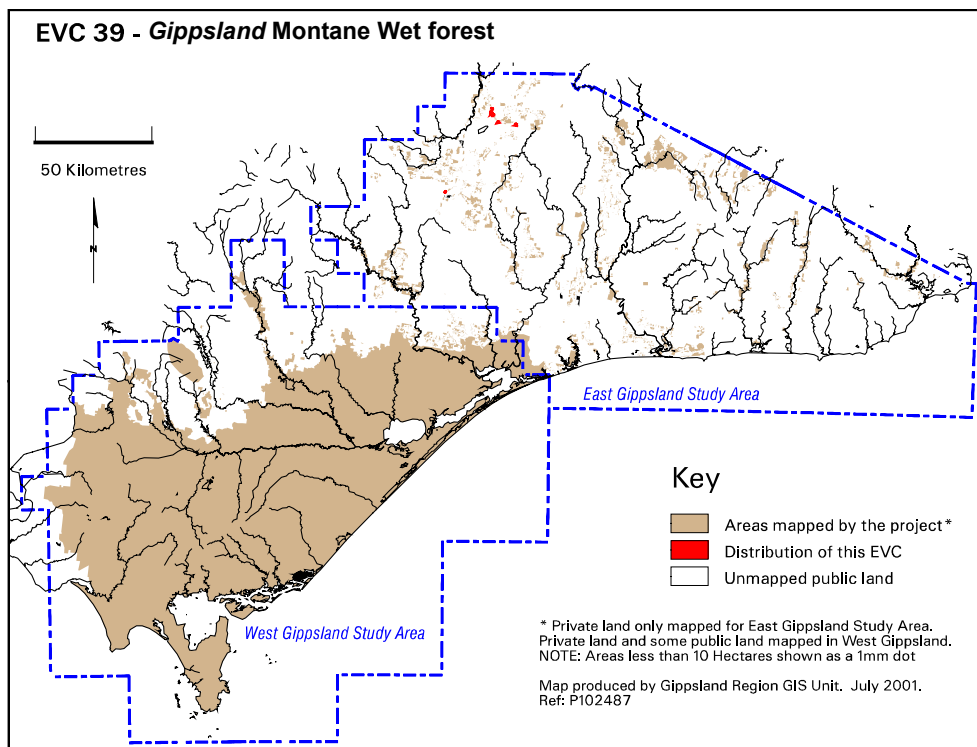 EVC 39 - Gippsland Montane Wet forest
50 Kilometres
N
East Gippsland Study Area
West Gippsland Study Area
Key
Areas mapped by the project*
Distribution of this EVC
Unmapped public land
* Private land only mapped for East Gippsland Study Area.
Private land and some public land mapped in West Gippsland.
NOTE: Areas less than 10 Hectares shown as a 1mm dot
Map produced by Gippsland Region GIS Unit. July 2001.
Ref: P102487